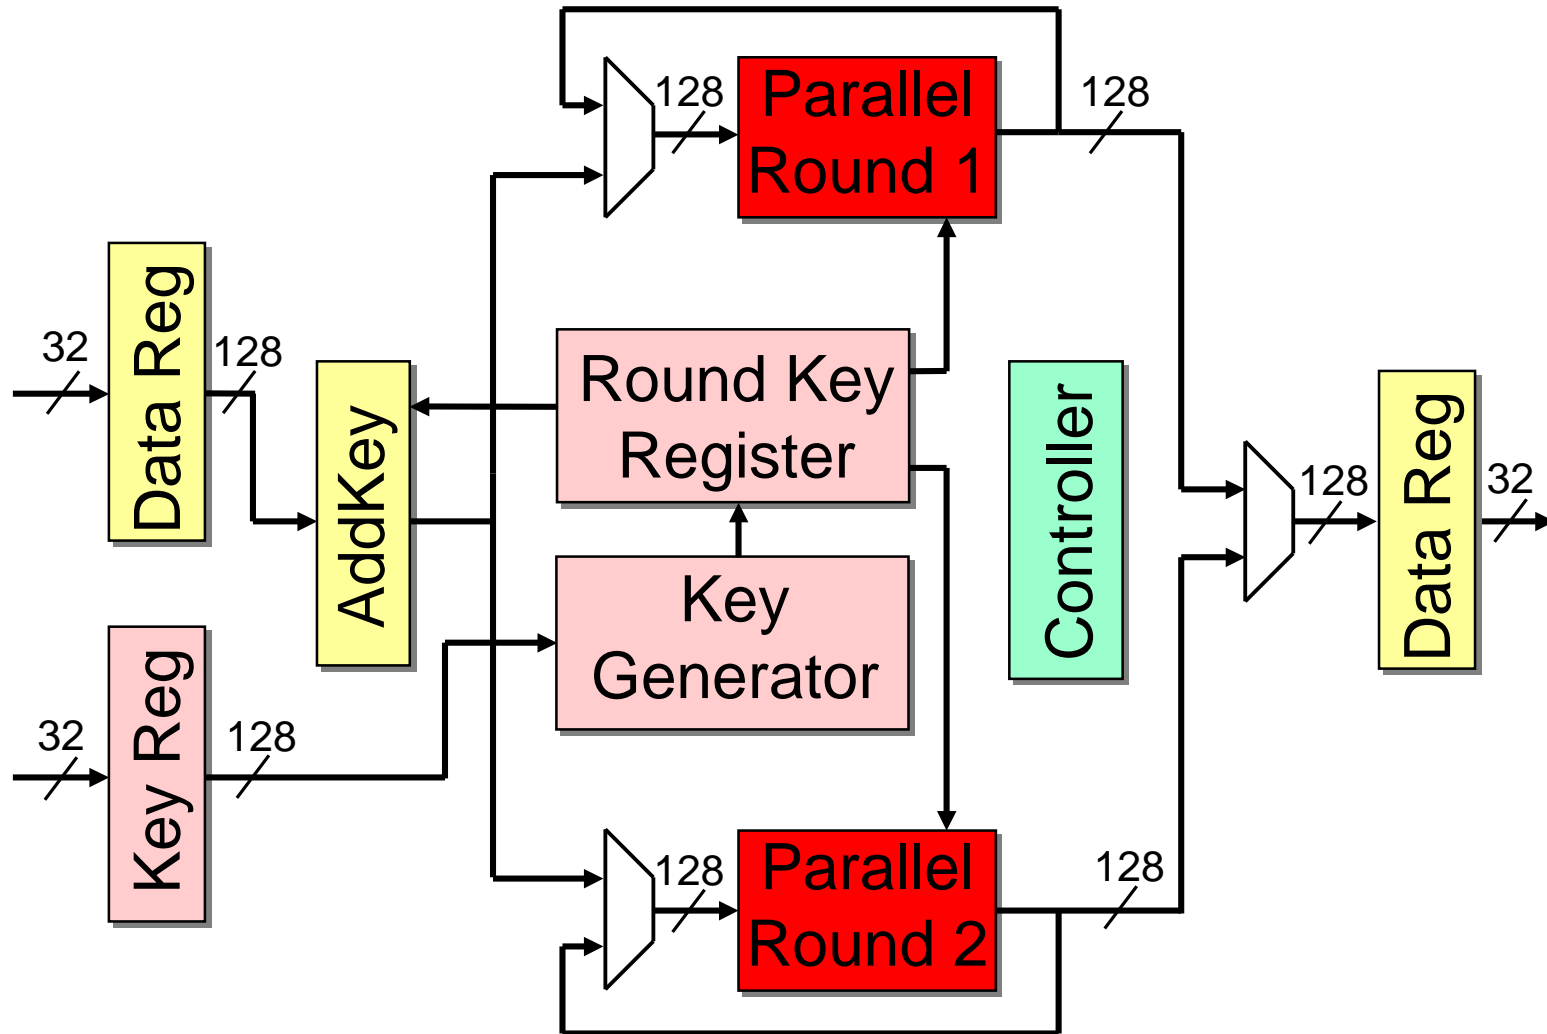 128
Parallel
Round 1
128
32
Data Reg
128
AddKey
Round Key
Register
Controller
128
Data Reg
32
Key
Generator
32
Key Reg
128
128
Parallel
Round 2
128